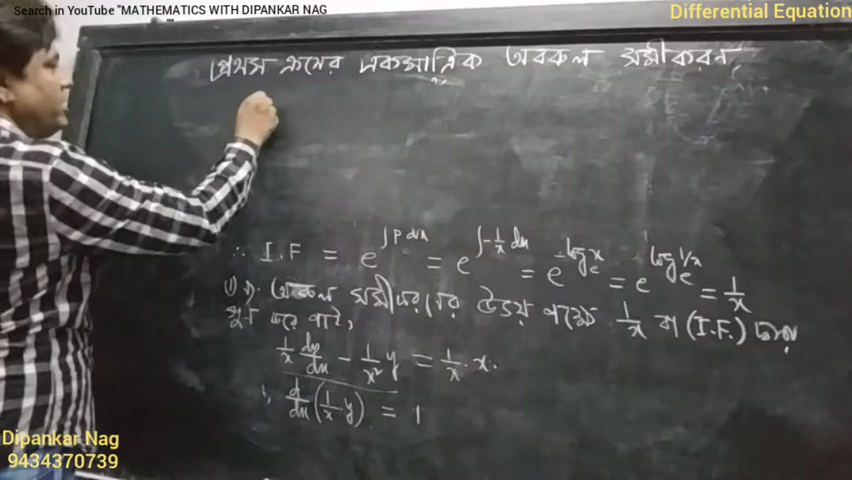 Search in YouTube "MATHEMATICS WITH DIPANKAR NAG
Differential Equation
প্রথম ক্রমের একমাত্রিক অবকল সমীকরণ
∴ I.F = e^{∫P dx} = e^{∫-1/x dx} = e^{-log_e x} = e^{log_e 1/x} = 1/x
(1) নং অবকল সমীকরণের উভয় পক্ষে 1/x বা (I.F.) দ্বারা
গুণ করে পাই,
1/x dy/dx - 1/x² y = 1/x . x.
d/dx (1/x . y) = 1
Dipankar Nag
9434370739